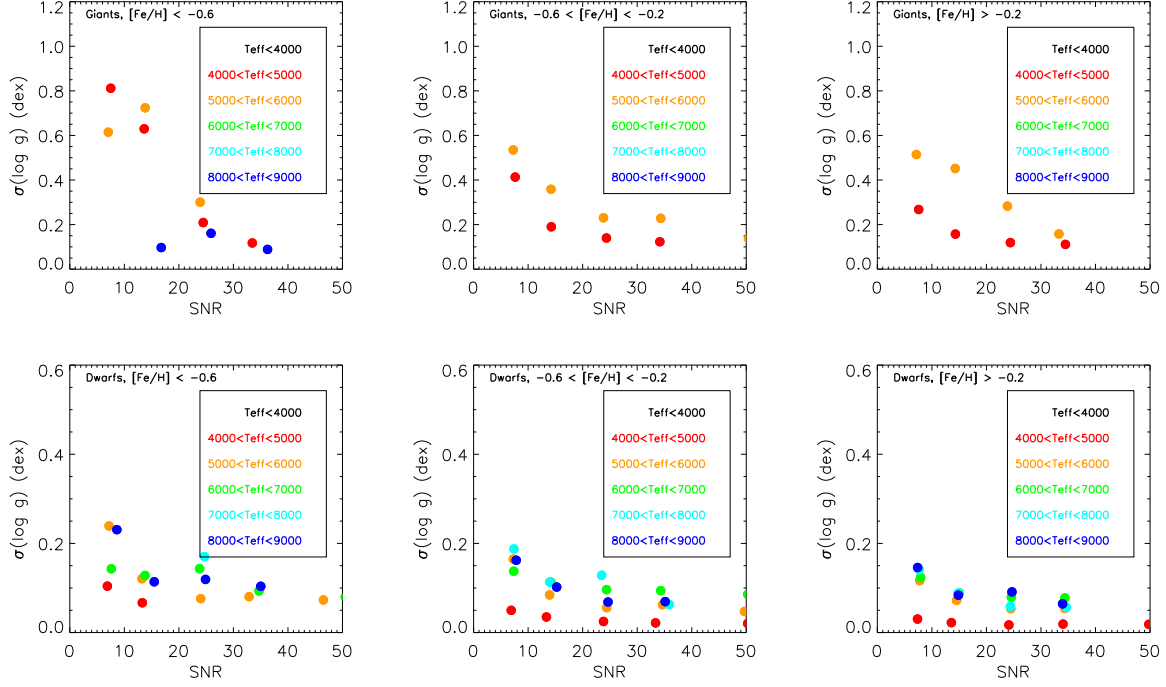 Giants, [Fe/H] < −0.6
Teff<4000
4000<Teff<5000
5000<Teff<6000
6000<Teff<7000
7000<Teff<8000
8000<Teff<9000
σ(log g) (dex)
1.2
1.0
0.8
0.6
0.4
0.2
0.0
0 10 20 30 40 50
SNR
Giants, −0.6 < [Fe/H] < −0.2
Teff<4000
4000<Teff<5000
5000<Teff<6000
6000<Teff<7000
7000<Teff<8000
8000<Teff<9000
σ(log g) (dex)
1.2
1.0
0.8
0.6
0.4
0.2
0.0
0 10 20 30 40 50
SNR
Giants, [Fe/H] > −0.2
Teff<4000
4000<Teff<5000
5000<Teff<6000
6000<Teff<7000
7000<Teff<8000
8000<Teff<9000
σ(log g) (dex)
1.2
1.0
0.8
0.6
0.4
0.2
0.0
0 10 20 30 40 50
SNR
Dwarfs, [Fe/H] < −0.6
Teff<4000
4000<Teff<5000
5000<Teff<6000
6000<Teff<7000
7000<Teff<8000
8000<Teff<9000
σ(log g) (dex)
0.6
0.4
0.2
0.0
0 10 20 30 40 50
SNR
Dwarfs, −0.6 < [Fe/H] < −0.2
Teff<4000
4000<Teff<5000
5000<Teff<6000
6000<Teff<7000
7000<Teff<8000
8000<Teff<9000
σ(log g) (dex)
0.6
0.4
0.2
0.0
0 10 20 30 40 50
SNR
Dwarfs, [Fe/H] > −0.2
Teff<4000
4000<Teff<5000
5000<Teff<6000
6000<Teff<7000
7000<Teff<8000
8000<Teff<9000
σ(log g) (dex)
0.6
0.4
0.2
0.0
0 10 20 30 40 50
SNR